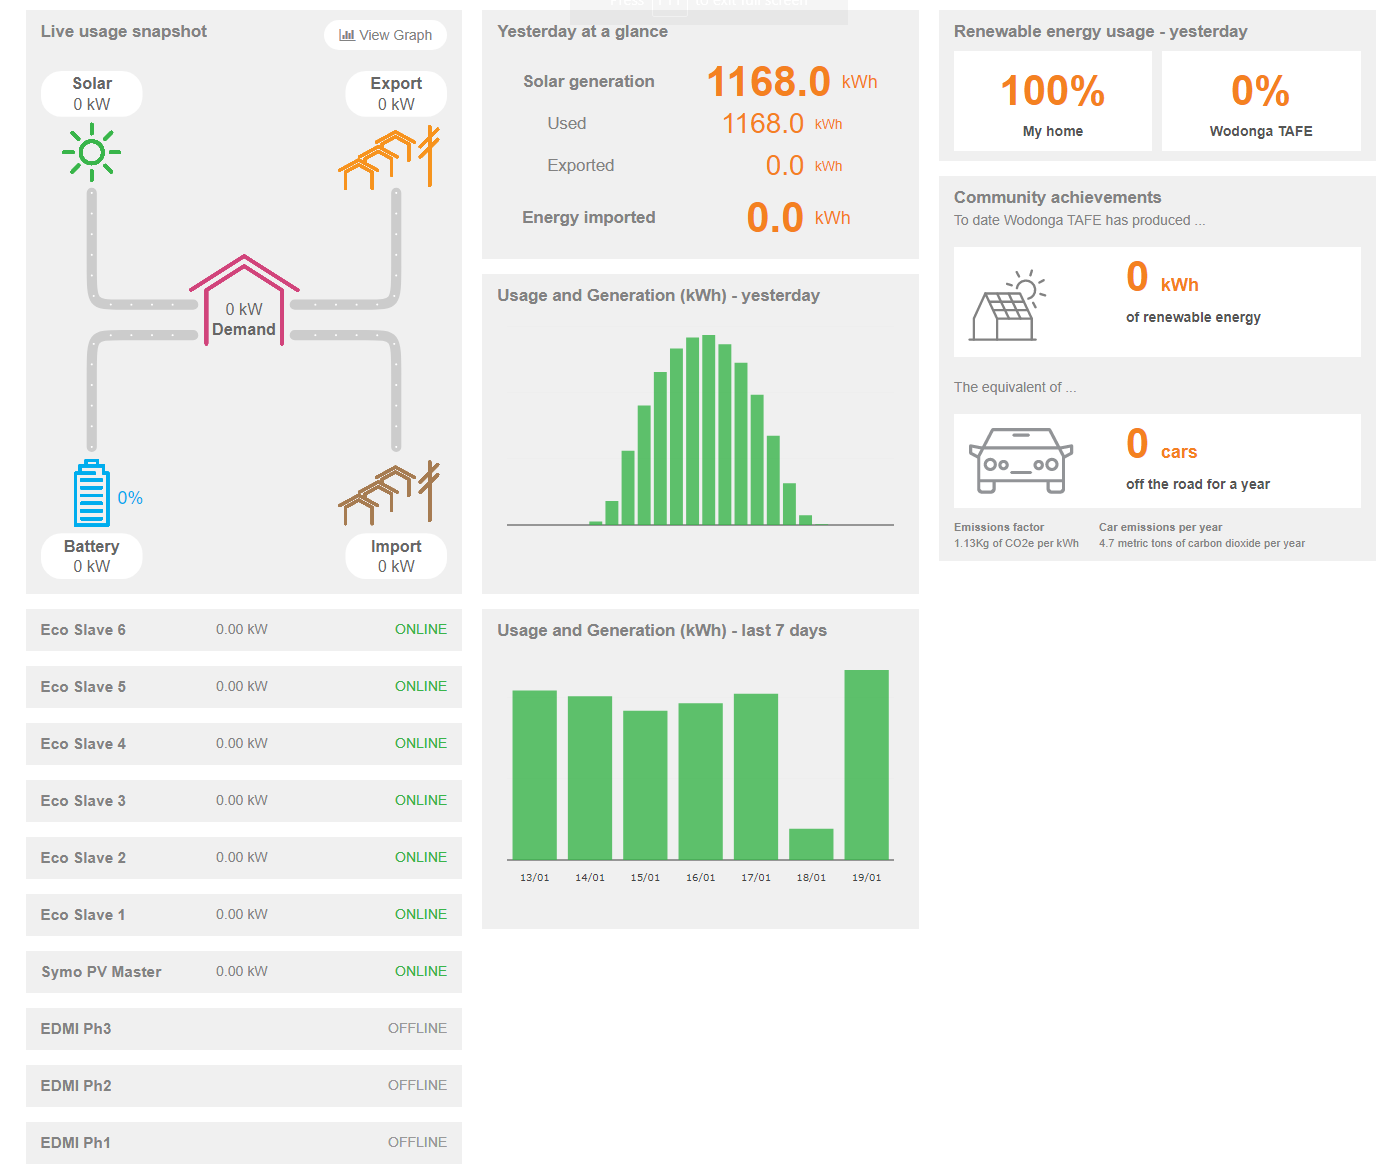 Press
to exit full screen
Live usage snapshot
View Graph
Solar
0 kW
Export
0 kW
0 kW
Demand
0%
Battery
0 kW
Import
0 kW
Eco Slave 6 0.00 kW ONLINE
Eco Slave 5 0.00 kW ONLINE
Eco Slave 4 0.00 kW ONLINE
Eco Slave 3 0.00 kW ONLINE
Eco Slave 2 0.00 kW ONLINE
Eco Slave 1 0.00 kW ONLINE
Symo PV Master 0.00 kW ONLINE
EDMI Ph3 OFFLINE
EDMI Ph2 OFFLINE
EDMI Ph1 OFFLINE
Yesterday at a glance
Solar generation 1168.0 kWh
Used 1168.0 kWh
Exported 0.0 kWh
Energy imported 0.0 kWh
Usage and Generation (kWh) - yesterday
Usage and Generation (kWh) - last 7 days
13/01 14/01 15/01 16/01 17/01 18/01 19/01
Renewable energy usage - yesterday
100%
My home
0%
Wodonga TAFE
Community achievements
To date Wodonga TAFE has produced ...
0 kWh
of renewable energy
The equivalent of ...
0 cars
off the road for a year
Emissions factor
1.13Kg of CO2e per kWh
Car emissions per year
4.7 metric tons of carbon dioxide per year